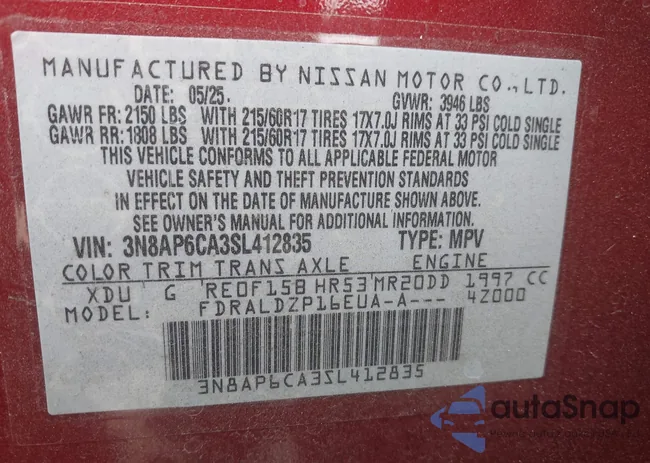 MANUFACTURED BY NISSAN MOTOR CO., LTD.
DATE: 05/25. GVWR: 3946 LBS
GAWR FR: 2150 LBS WITH 215/60R17 TIRES 17X7.0J RIMS AT 33 PSI COLD SINGLE
GAWR RR: 1808 LBS WITH 215/60R17 TIRES 17X7.0J RIMS AT 33 PSI COLD SINGLE
THIS VEHICLE CONFORMS TO ALL APPLICABLE FEDERAL MOTOR
VEHICLE SAFETY AND THEFT PREVENTION STANDARDS
IN EFFECT ON THE DATE OF MANUFACTURE SHOWN ABOVE.
SEE OWNER'S MANUAL FOR ADDITIONAL INFORMATION.
VIN: 3N8AP6CA3SL412835 TYPE: MPV
COLOR TRIM TRANS AXLE ENGINE
XDU G RE0F15B HR53 MR20DD 1997 CC
MODEL: FDRALDZP16EUA-A--- 4Z000
3N8AP6CA3SL412835
autoSnap